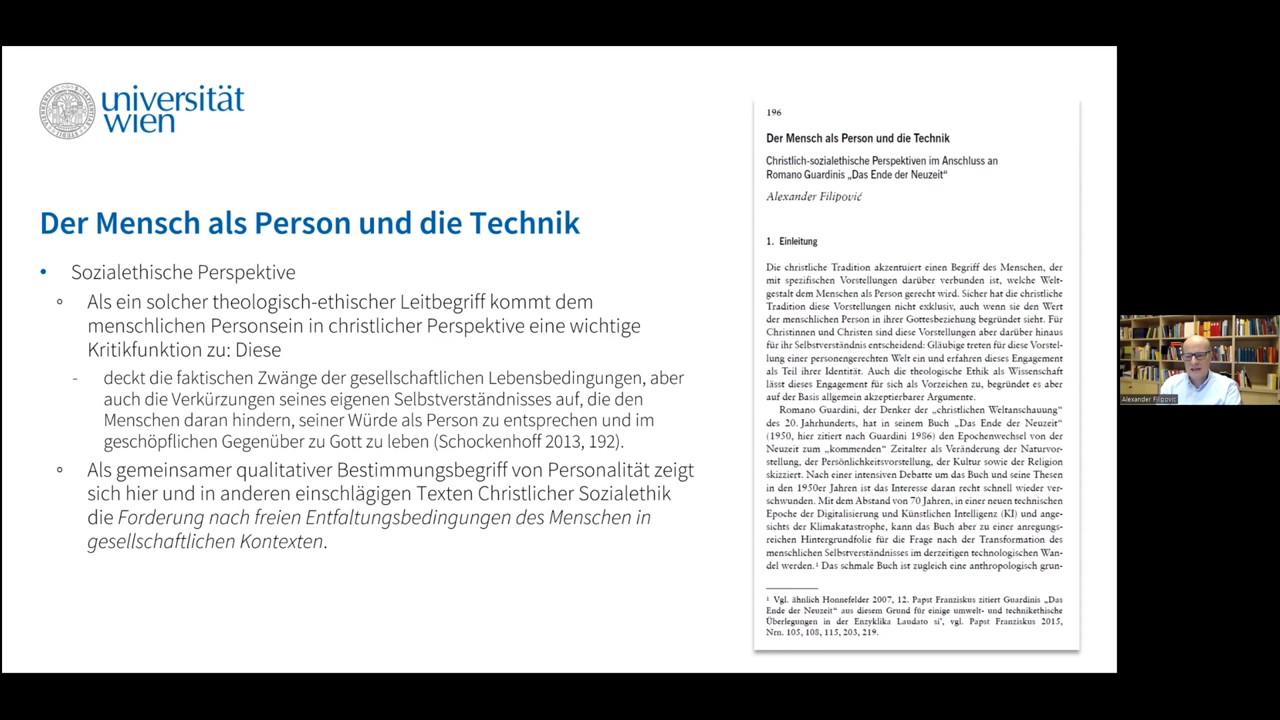 universität
wien
Der Mensch als Person und die Technik
• Sozialethische Perspektive
° Als ein solcher theologisch-ethischer Leitbegriff kommt dem
menschlichen Personsein in christlicher Perspektive eine wichtige
Kritikfunktion zu: Diese
- deckt die faktischen Zwänge der gesellschaftlichen Lebensbedingungen, aber
auch die Verkürzungen seines eigenen Selbstverständnisses auf, die den
Menschen daran hindern, seiner Würde als Person zu entsprechen und im
geschöpflichen Gegenüber zu Gott zu leben (Schockenhoff 2013, 192).
° Als gemeinsamer qualitativer Bestimmungsbegriff von Personalität zeigt
sich hier und in anderen einschlägigen Texten Christlicher Sozialethik
die Forderung nach freien Entfaltungsbedingungen des Menschen in
gesellschaftlichen Kontexten.
196
Der Mensch als Person und die Technik
Christlich-sozialethische Perspektiven im Anschluss an
Romano Guardinis „Das Ende der Neuzeit“
Alexander Filipović
1. Einleitung
Die christliche Tradition akzentuiert einen Begriff des Menschen, der
mit spezifischen Vorstellungen darüber verbunden ist, welche Welt-
gestalt dem Menschen als Person gerecht wird. Sicher hat die christliche
Tradition diese Vorstellungen nicht exklusiv, auch wenn sie den Wert
der menschlichen Person in ihrer Gottesbeziehung begründet sieht. Für
Christinnen und Christen sind diese Vorstellungen aber darüber hinaus
für ihr Selbstverständnis entscheidend: Gläubige treten für diese Vorstel-
lung einer personengerechten Welt ein und erfahren dieses Engagement
als Teil ihrer Identität. Auch die theologische Ethik als Wissenschaft
lässt dieses Engagement für sich als Vorzeichen zu, begründet es aber
auf der Basis allgemein akzeptierbarer Argumente.
Romano Guardini, der Denker der „christlichen Weltanschauung“
des 20. Jahrhunderts, hat in seinem Buch „Das Ende der Neuzeit“
(1950, hier zitiert nach Guardini 1986) den Epochenwechsel von der
Neuzeit zum „kommenden“ Zeitalter als Veränderung der Naturvor-
stellung, der Persönlichkeitsvorstellung, der Kultur sowie der Religion
skizziert. Nach einer intensiven Debatte um das Buch und seine Thesen
in den 1950er Jahren ist das Interesse daran recht schnell wieder ver-
schwunden. Mit dem Abstand von 70 Jahren, in einer neuen technischen
Epoche der Digitalisierung und Künstlichen Intelligenz (KI) und ange-
sichts der Klimakatastrophe, kann das Buch aber zu einer anregungs-
reichen Hintergrundfolie für die Frage nach der Transformation des
menschlichen Selbstverständnisses im derzeitigen technologischen Wan-
del werden.¹ Das schmale Buch ist zugleich eine anthropologisch grun-
¹ Vgl. ähnlich Honnefelder 2007, 12. Papst Franziskus zitiert Guardinis „Das
Ende der Neuzeit“ aus diesem Grund für einige umwelt- und technikethische
Überlegungen in der Enzyklika Laudato si’, vgl. Papst Franziskus 2015,
Nrn. 105, 108, 115, 203, 219.
Alexander Filipovic